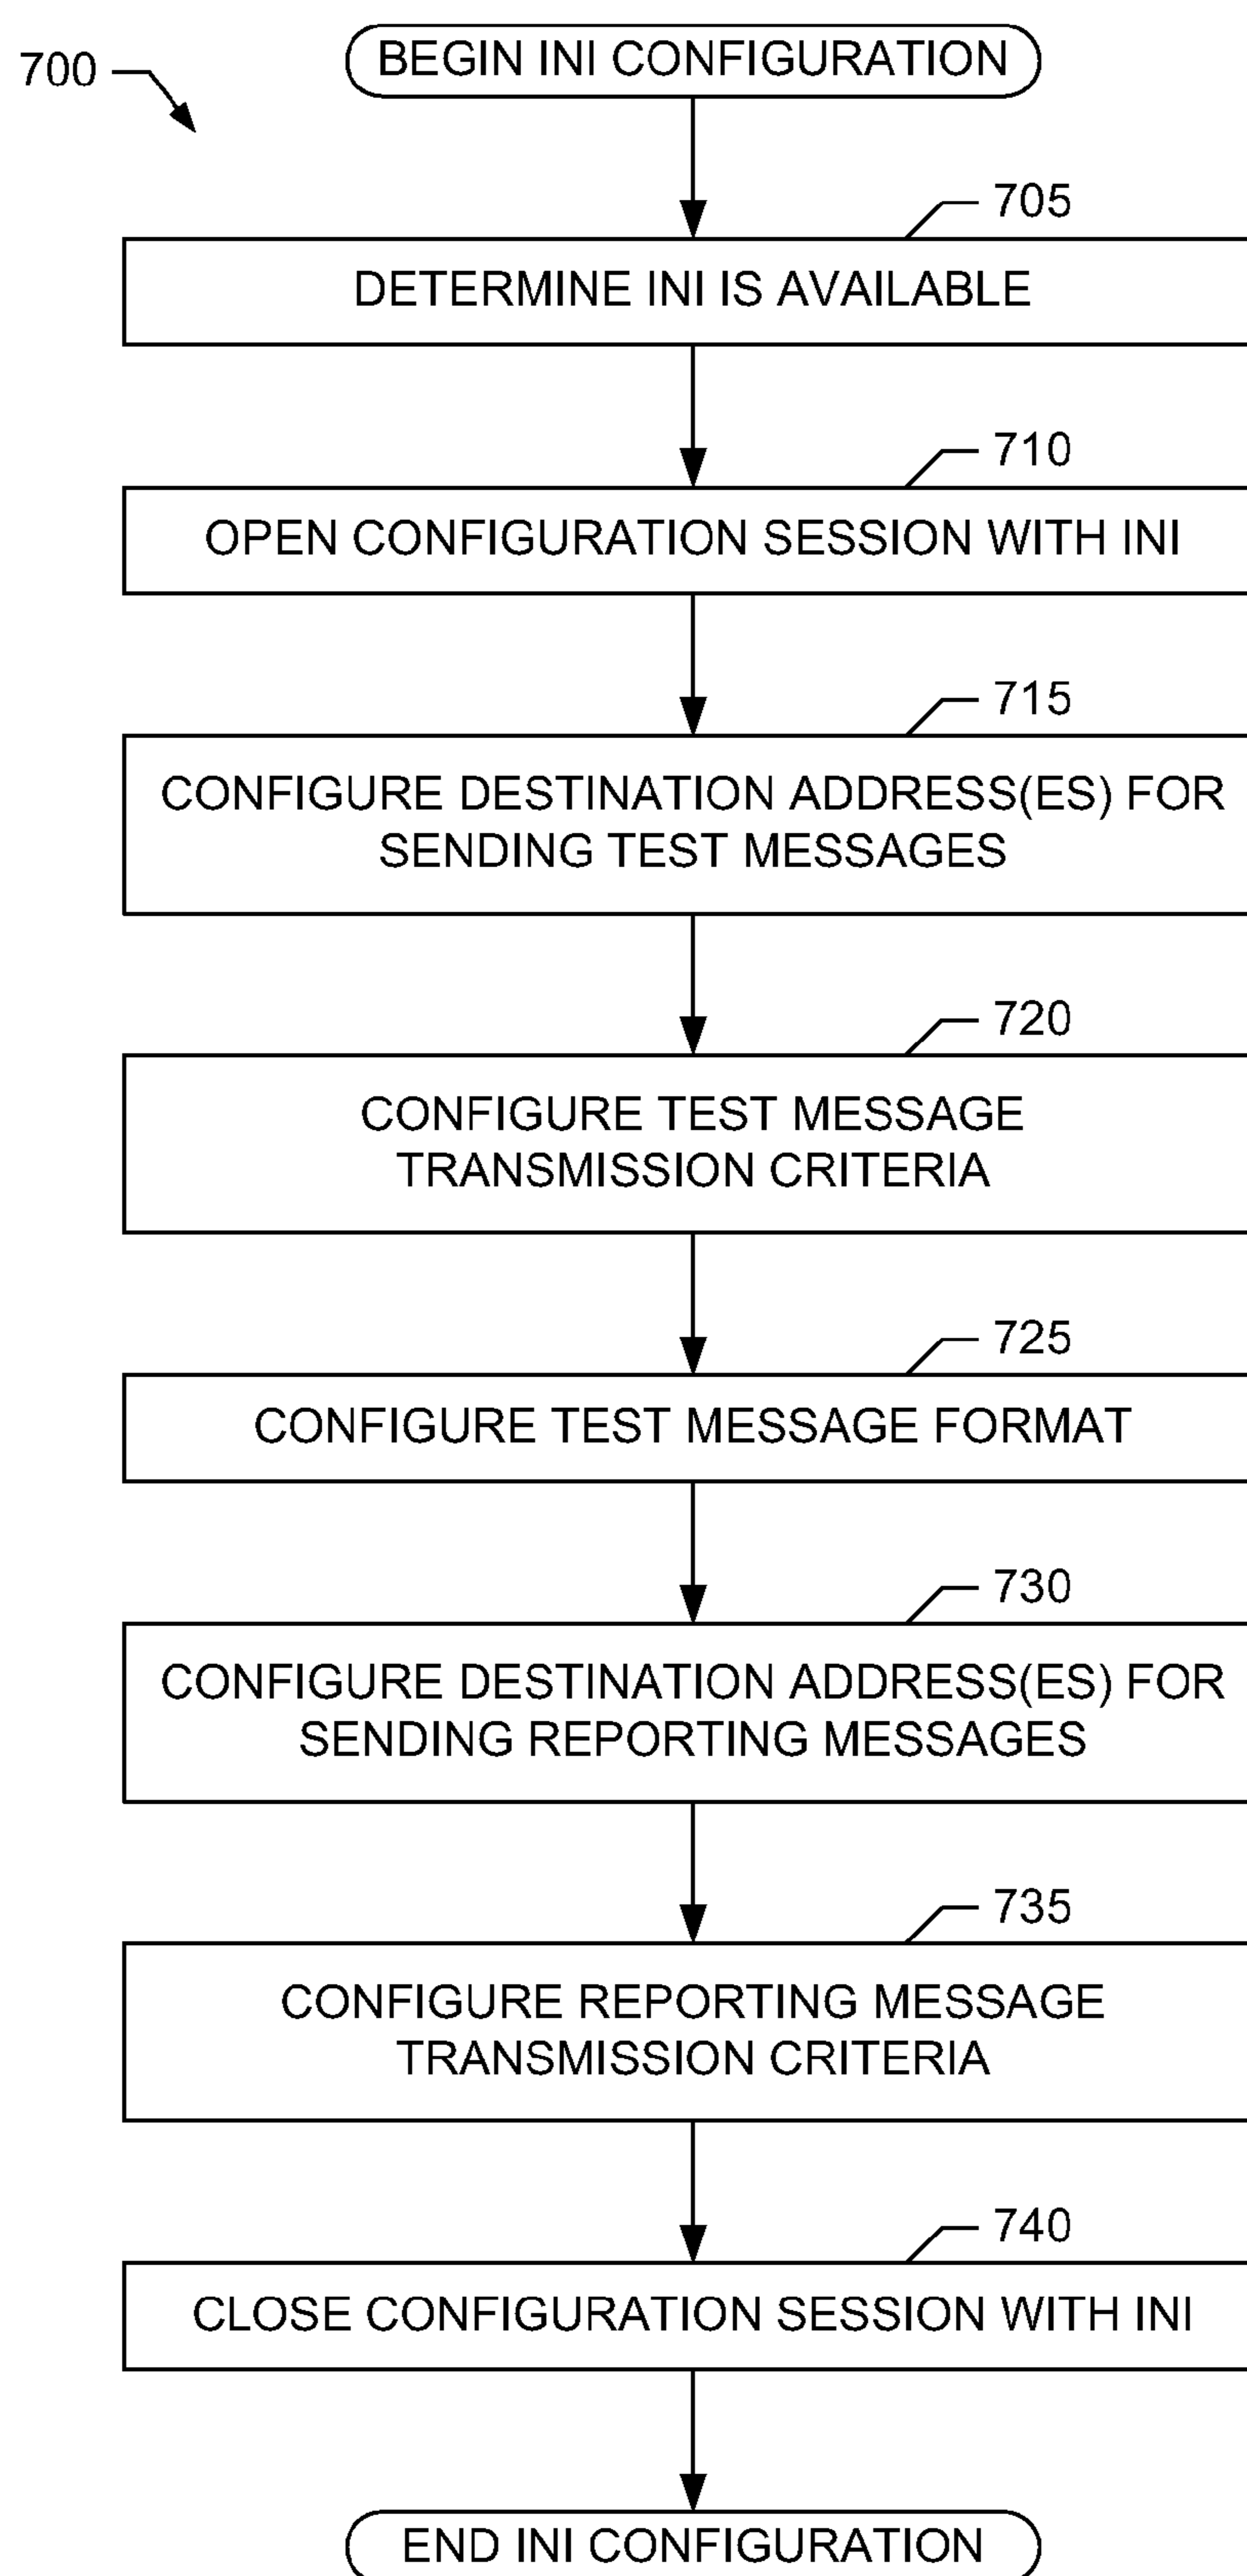 700
BEGIN INI CONFIGURATION
705
DETERMINE INI IS AVAILABLE
710
OPEN CONFIGURATION SESSION WITH INI
715
CONFIGURE DESTINATION ADDRESS(ES) FOR
SENDING TEST MESSAGES
720
CONFIGURE TEST MESSAGE
TRANSMISSION CRITERIA
725
CONFIGURE TEST MESSAGE FORMAT
730
CONFIGURE DESTINATION ADDRESS(ES) FOR
SENDING REPORTING MESSAGES
735
CONFIGURE REPORTING MESSAGE
TRANSMISSION CRITERIA
740
CLOSE CONFIGURATION SESSION WITH INI
END INI CONFIGURATION